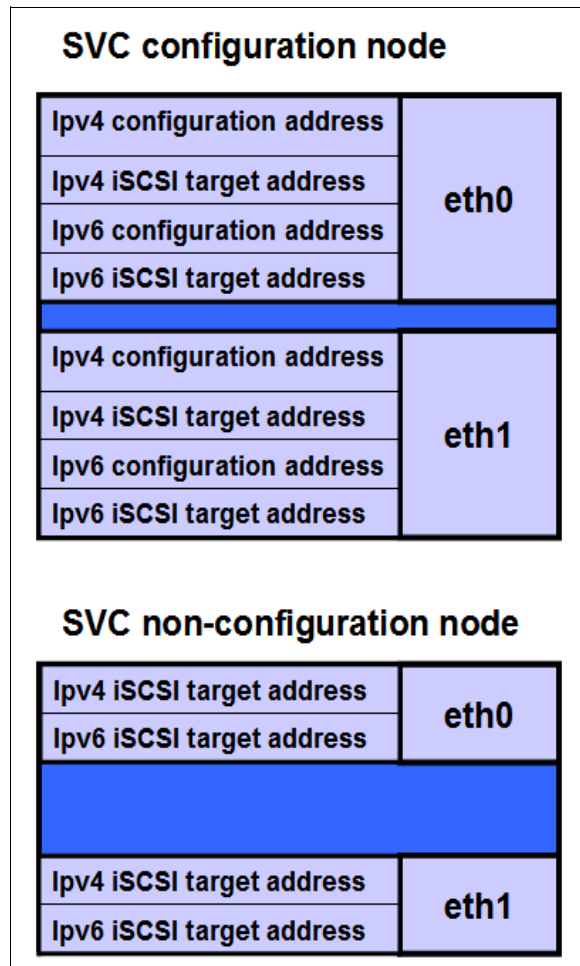 SVC configuration node
Ipv4 configuration address
Ipv4 iSCSI target address
eth0
Ipv6 configuration address
Ipv6 iSCSI target address
Ipv4 configuration address
Ipv4 iSCSI target address
eth1
Ipv6 configuration address
Ipv6 iSCSI target address
SVC non-configuration node
Ipv4 iSCSI target address
eth0
Ipv6 iSCSI target address
Ipv4 iSCSI target address
eth1
Ipv6 iSCSI target address